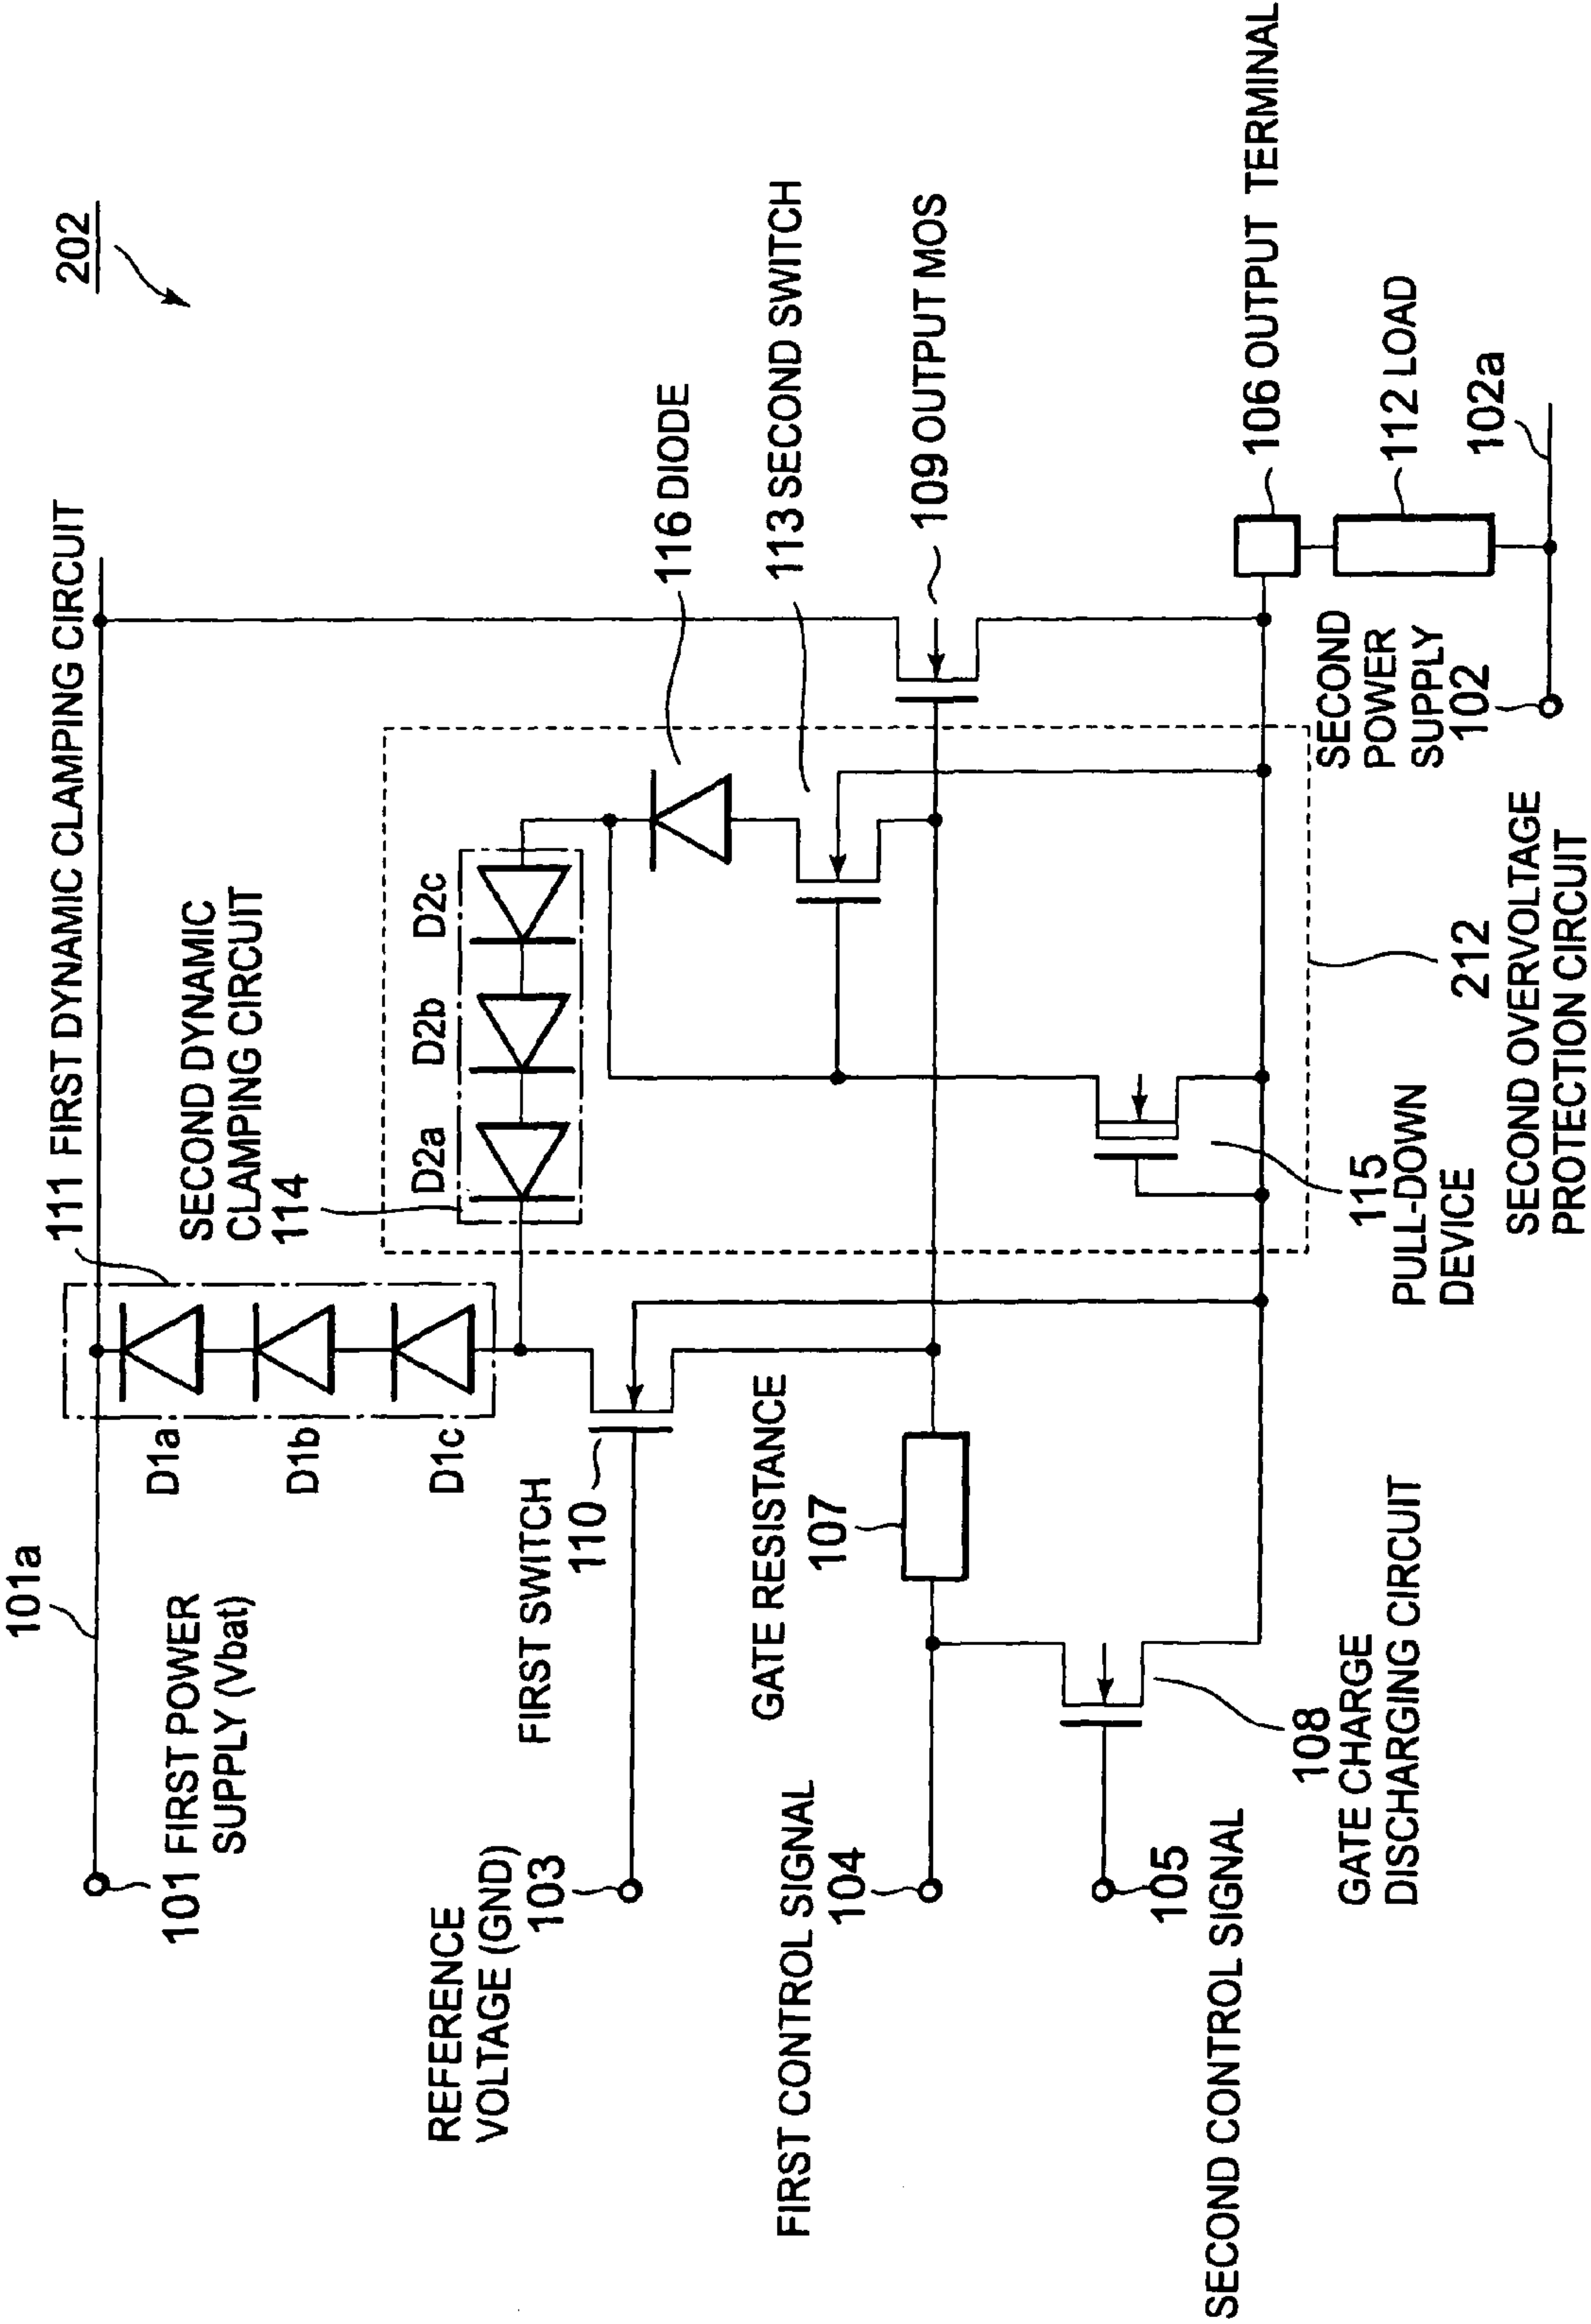 202
101a
101 FIRST POWER
SUPPLY (Vbat)
111 FIRST DYNAMIC CLAMPING CIRCUIT
D1a
D1b
D1c
SECOND DYNAMIC
CLAMPING CIRCUIT
114
D2a
D2b
D2c
116 DIODE
113 SECOND SWITCH
109 OUTPUT MOS
REFERENCE
VOLTAGE (GND)
103
FIRST SWITCH
110
GATE RESISTANCE
107
FIRST CONTROL SIGNAL
104
105
SECOND CONTROL SIGNAL
108
GATE CHARGE
DISCHARGING CIRCUIT
115
PULL-DOWN
DEVICE
212
SECOND OVERVOLTAGE
PROTECTION CIRCUIT
106 OUTPUT TERMINAL
112 LOAD
102a
SECOND
POWER
SUPPLY
102